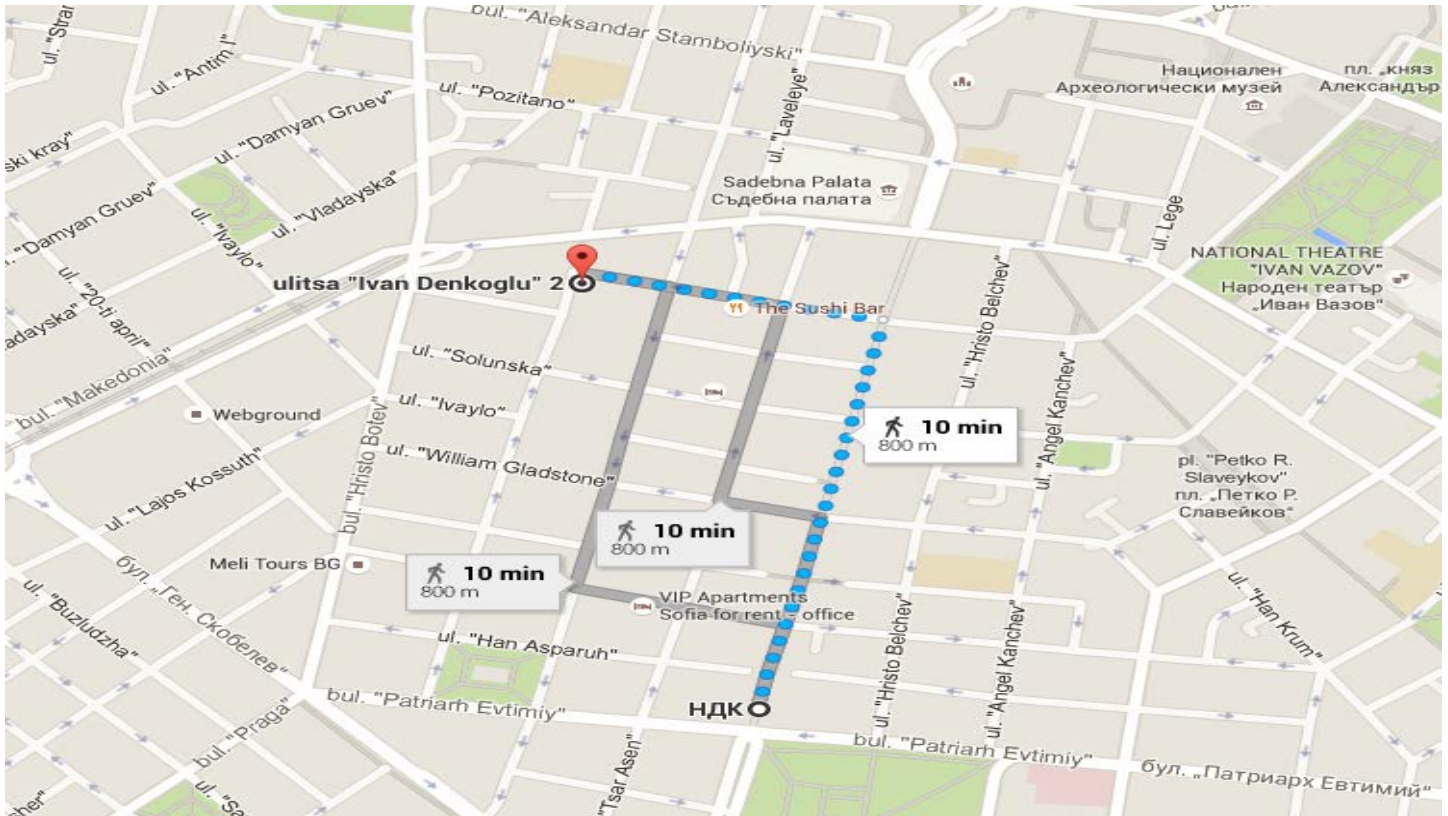 bul. "Aleksandar Stamboliyski"
ul. "Antim I"
ul. "Pozitano"
ul. "Laveleye"
Национален
Археологически музей
пл. „княз
Александър
ul. "Damyan Gruev"
ski kray"
Sadebna Palata
Съдебна палата
ul. "Vladayska"
ul. "Ivaylo"
"Damyan Gruev"
ul. Lege
NATIONAL THEATRE
"IVAN VAZOV"
Народен театър
„Иван Вазов“
ulitsa "Ivan Denkoglu" 2
ul. "20-ti april"
The Sushi Bar
ul. "Hristo Belchev"
adayska"
bul. "Makedonia"
ul. "Solunska"
ul. "Ivaylo"
Webground
bul. "Hristo Botev"
10 min
800 m
ul. "Angel Kanchev"
ul. "William Gladstone"
pl. "Petko R.
Slaveykov"
пл. „Петко Р.
Славейков“
ul. "Lajos Kossuth"
10 min
800 m
Meli Tours BG
10 min
800 m
VIP Apartments
Sofia for rent - office
бул. „Ген. Скобелев“
ul. "Buzludzha"
ul. "Han Krum"
ul. "Han Asparuh"
ul. "Hristo Belchev"
ul. "Angel Kanchev"
НДК
bul. "Patriarh Evtimiy"
bul. "Praga"
bul. "Patriarh Evtimiy"
бул. „Патриарх Евтимий“
"Tsar Asen"